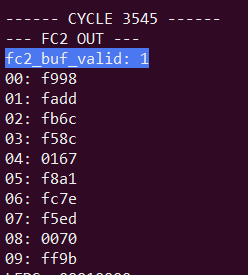 ------ CYCLE 3545 ------
--- FC2 OUT ---
fc2_buf_valid: 1
00: f998
01: fadd
02: fb6c
03: f58c
04: 0167
05: f8a1
06: fc7e
07: f5ed
08: 0070
09: ff9b